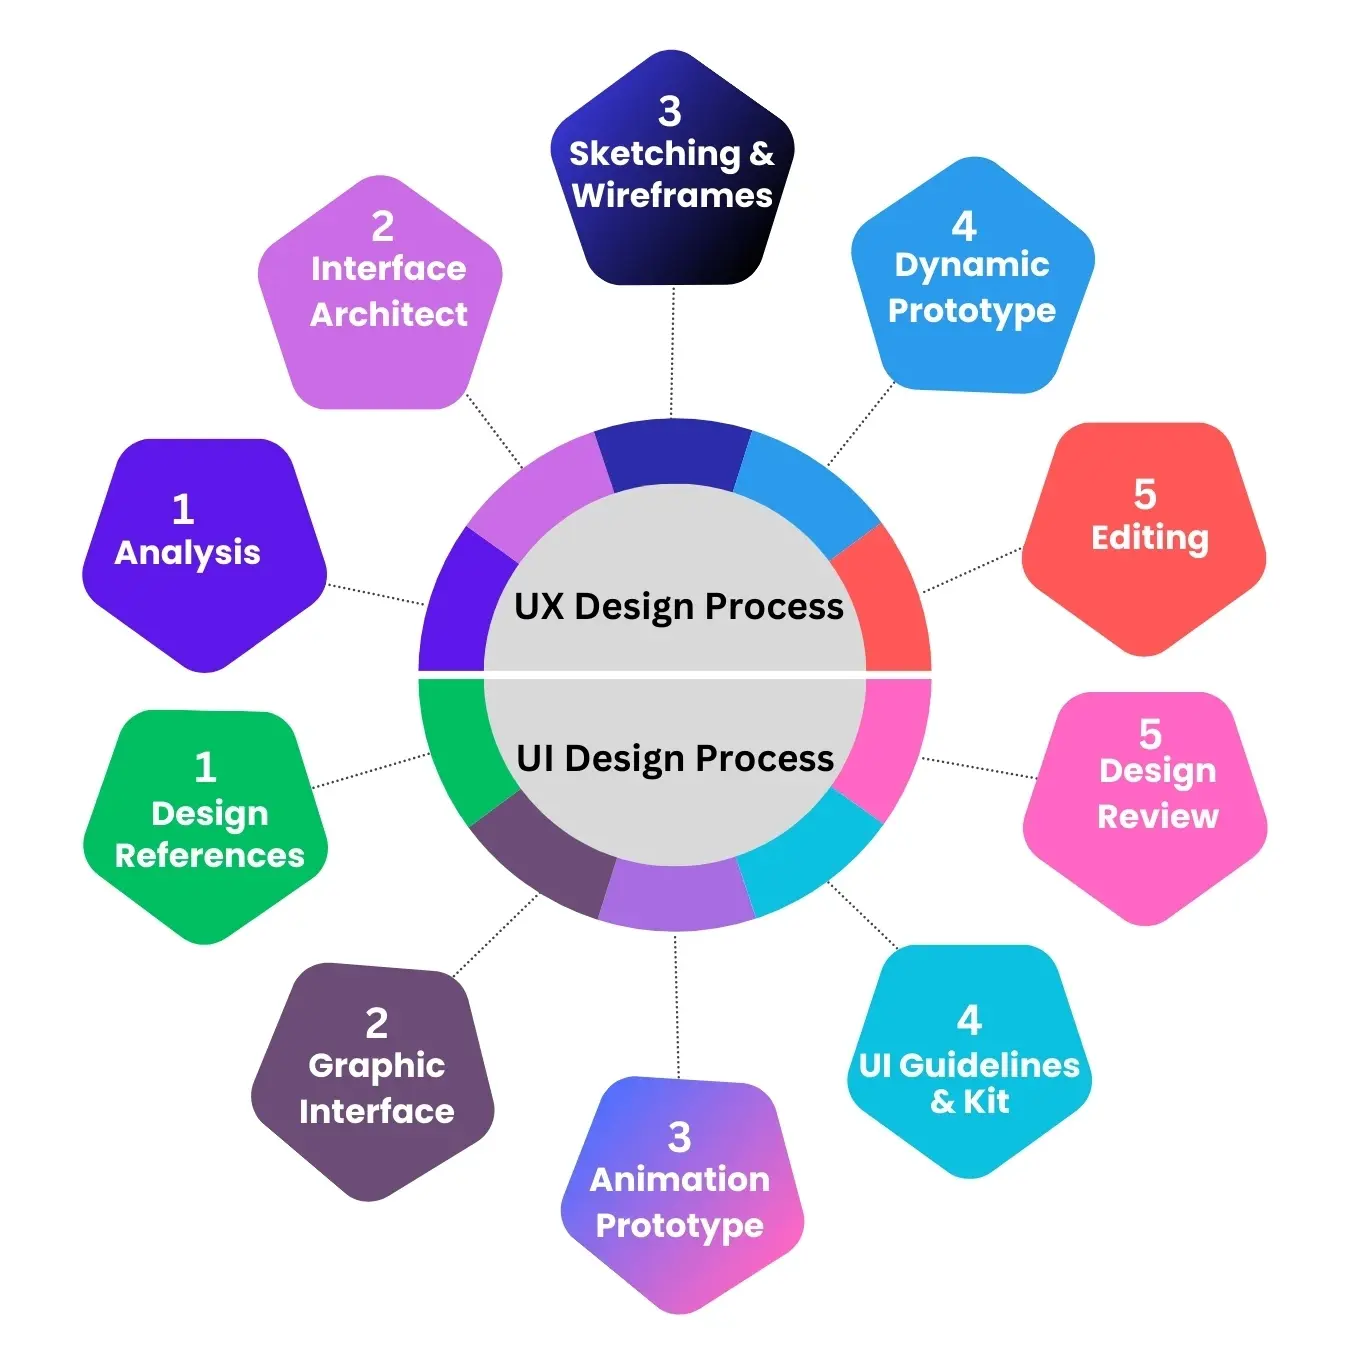 3
Sketching &
Wireframes
2
Interface
Architect
4
Dynamic
Prototype
1
Analysis
5
Editing
UX Design Process
UI Design Process
1
Design
References
5
Design
Review
2
Graphic
Interface
4
UI Guidelines
& Kit
3
Animation
Prototype